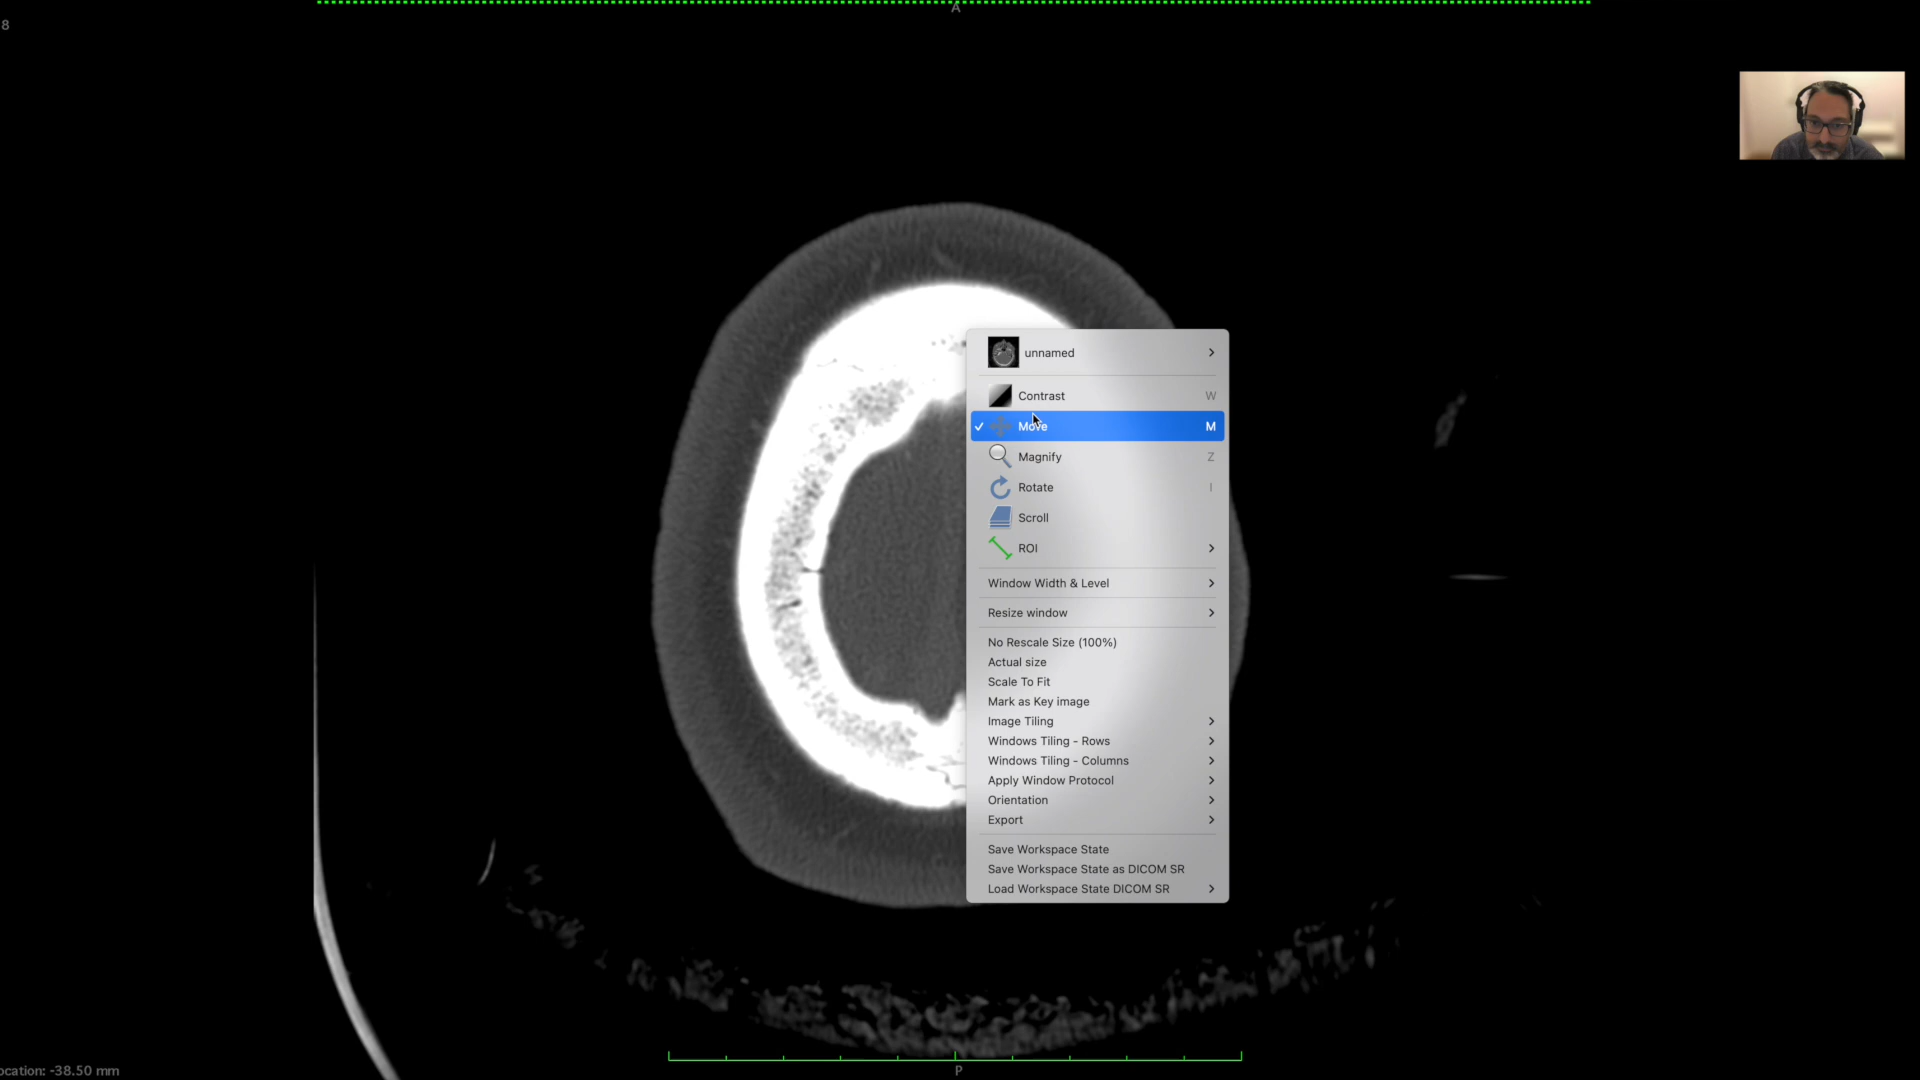 A
8
unnamed
Contrast W
Move M
Magnify Z
Rotate I
Scroll
ROI
Window Width & Level
Resize window
No Rescale Size (100%)
Actual size
Scale To Fit
Mark as Key image
Image Tiling
Windows Tiling - Rows
Windows Tiling - Columns
Apply Window Protocol
Orientation
Export
Save Workspace State
Save Workspace State as DICOM SR
Load Workspace State DICOM SR
ocation: -38.50 mm
P